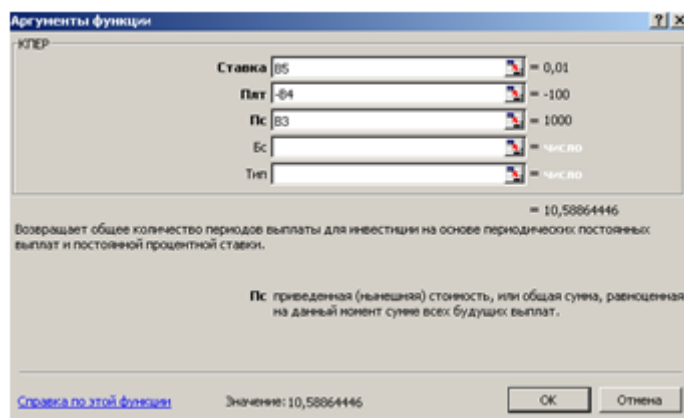 Аргументы функции
КПЕР
Ставка B5 = 0,01
Плт -B4 = -100
Пс B3 = 1000
Бс = число
Тип = число
= 10,58864446
Возвращает общее количество периодов выплаты для инвестиции на основе периодических постоянных
выплат и постоянной процентной ставки.
Пс приведенная (нынешняя) стоимость, или общая сумма, равноценная
на данный момент сумме всех будущих выплат.
Справка по этой функции Значение: 10,58864446 ОК Отмена